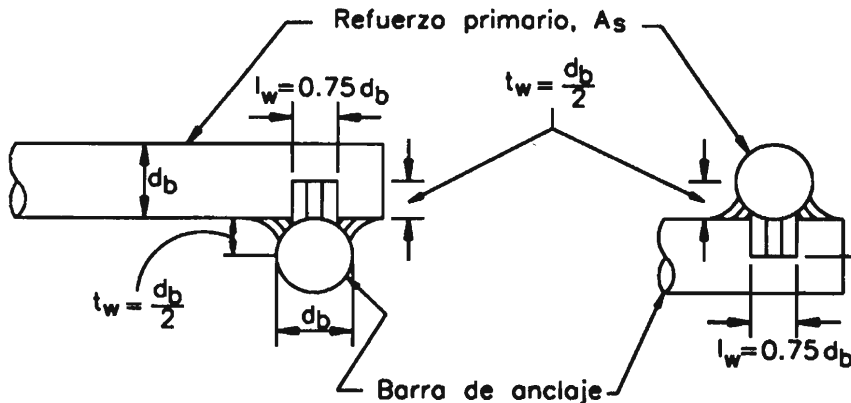 Refuerzo primario, As
lw=0.75 db
tw= db/2
db
tw= db/2
db
lw=0.75 db
Barra de anclaje